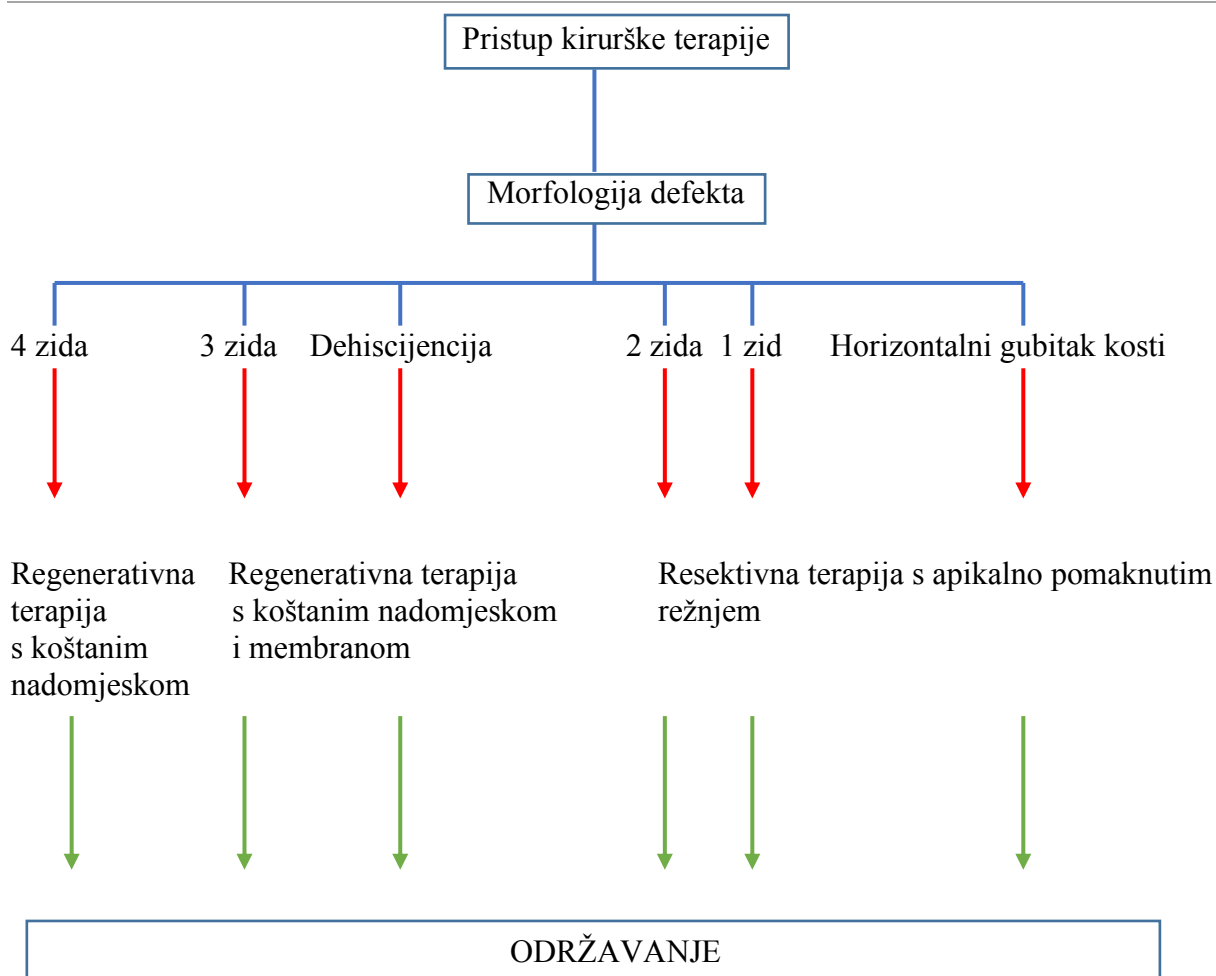 Pristup kirurške terapije
Morfologija defekta
4 zida
3 zida
Dehiscijencija
2 zida
1 zid
Horizontalni gubitak kosti
Regenerativna
terapija
s koštanim
nadomjeskom
Regenerativna terapija
s koštanim nadomjeskom
i membranom
Resektivna terapija s apikalno pomaknutim
režnjem
ODRŽAVANJE